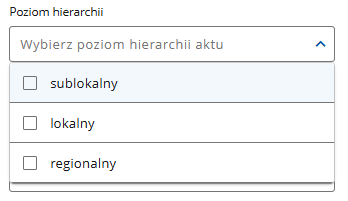 Poziom hierarchii
Wybierz poziom hierarchii aktu
sublokalny
lokalny
regionalny